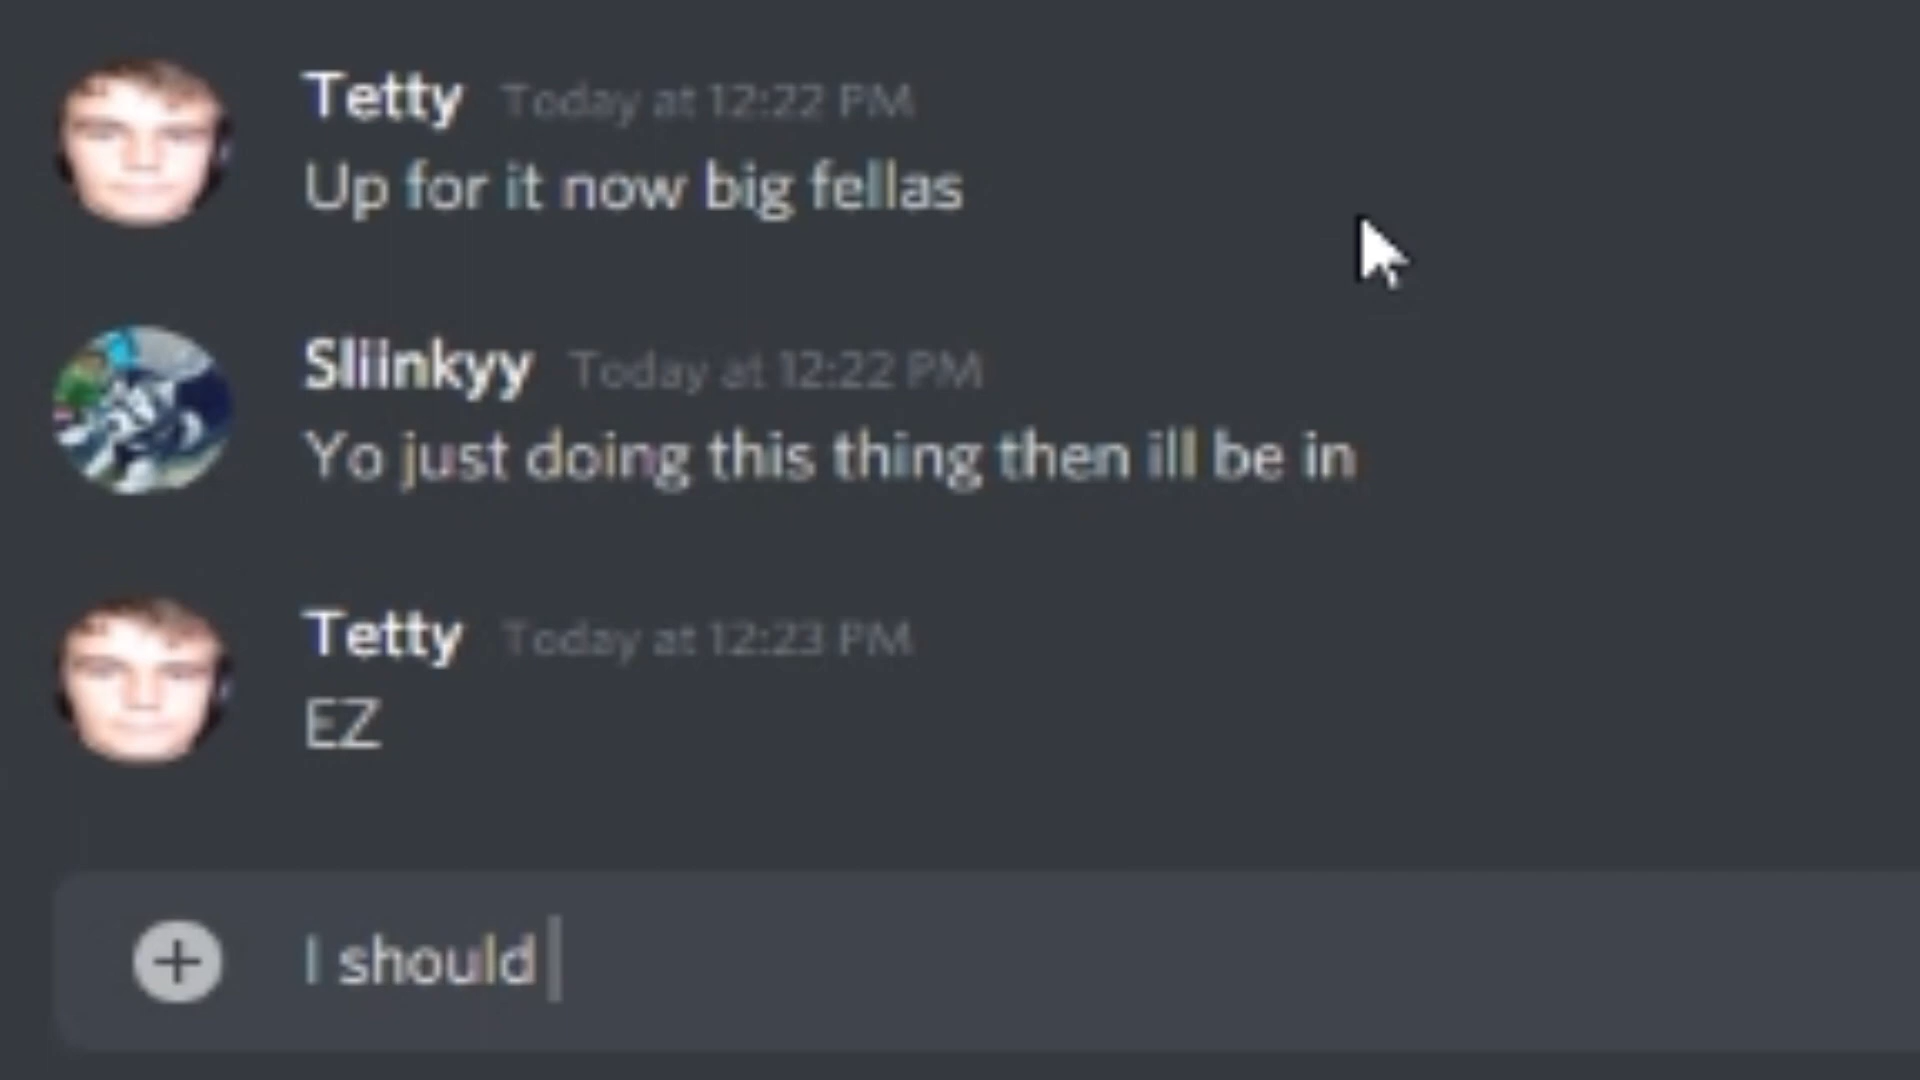 Tetty Today at 12:22 PM
Up for it now big fellas
Sliinkyy Today at 12:22 PM
Yo just doing this thing then ill be in
Tetty Today at 12:23 PM
EZ
I should